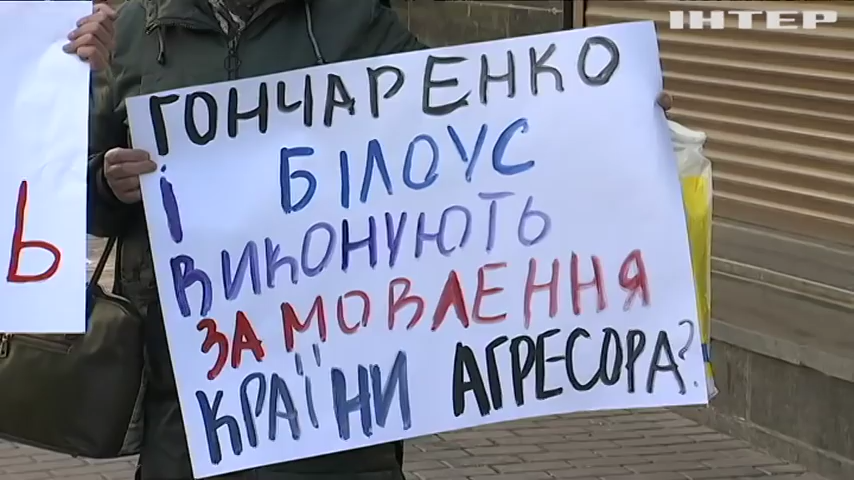 ІНТЕР
ГОНЧАРЕНКО
І БІЛОУС
ВИКОНУЮТЬ
ЗАМОВЛЕННЯ
КРАЇНИ АГРЕСОРА?
Ь